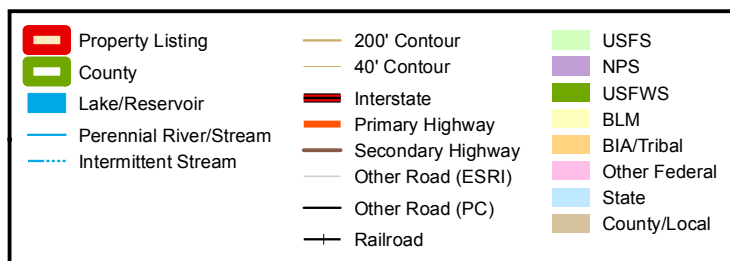 Property Listing
County
Lake/Reservoir
Perennial River/Stream
Intermittent Stream
200' Contour
40' Contour
Interstate
Primary Highway
Secondary Highway
Other Road (ESRI)
Other Road (PC)
Railroad
USFS
NPS
USFWS
BLM
BIA/Tribal
Other Federal
State
County/Local